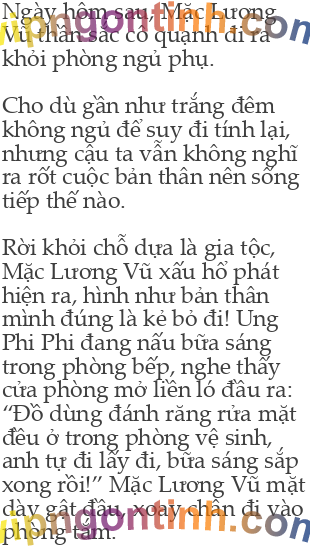 Ngày hôm sau, Mặc Lương
Vũ thần sắc cô quạnh đi ra
khỏi phòng ngủ phụ.
Cho dù gần như trắng đêm
không ngủ để suy đi tính lại,
nhưng cậu ta vẫn không nghĩ
ra rốt cuộc bản thân nên sống
tiếp thế nào.
Rời khỏi chỗ dựa là gia tộc,
Mặc Lương Vũ xấu hổ phát
hiện ra, hình như bản thân
mình đúng là kẻ bỏ đi! Ung
Phi Phi đang nấu bữa sáng
trong phòng bếp, nghe thấy
cửa phòng mở liền ló đầu ra:
“Đồ dùng đánh răng rửa mặt
đều ở trong phòng vệ sinh,
anh tự đi lấy đi, bữa sáng sắp
xong rồi!” Mặc Lương Vũ mặt
dày gật đầu, xoay chân đi vào
phòng tắm.
vipngontinh.com
vipngontinh.com